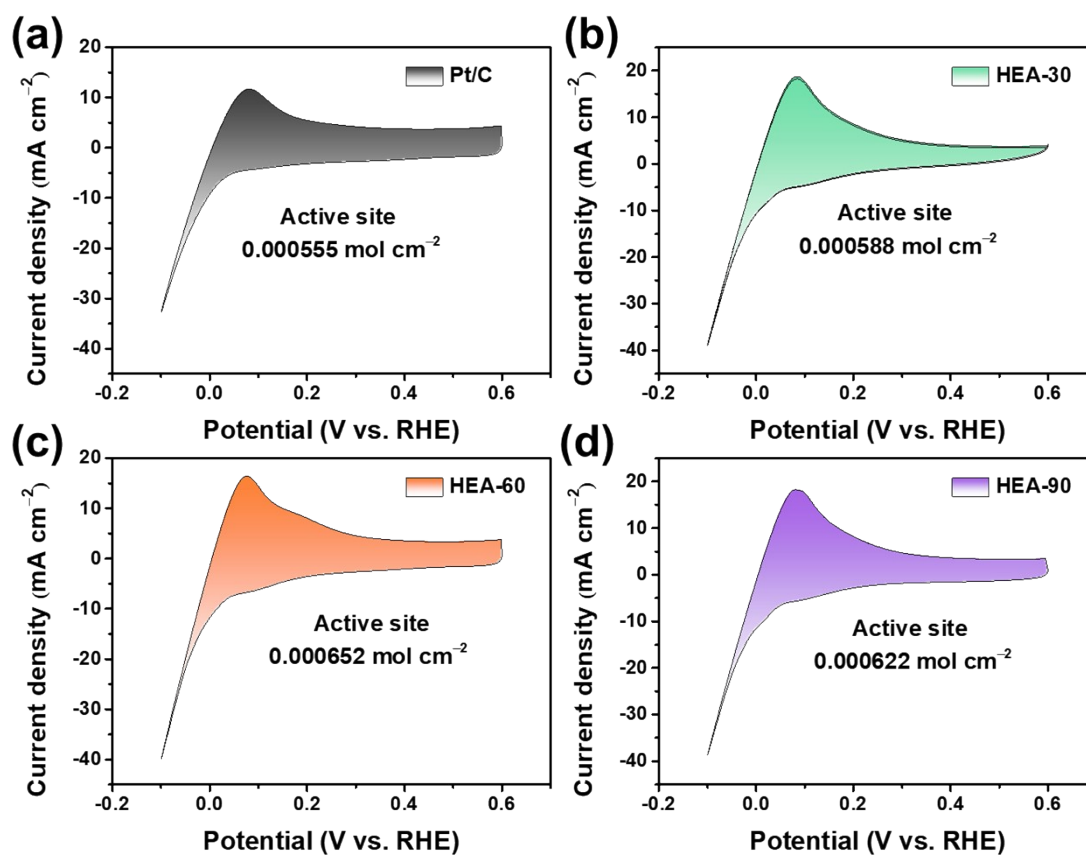 (a)
Pt/C
20
10
0
-10
-20
-30
-40
Current density (mA cm−2)
Active site
0.000555 mol cm−2
-0.2 0.0 0.2 0.4 0.6
Potential (V vs. RHE)
(b)
HEA-30
20
10
0
-10
-20
-30
-40
Current density (mA cm−2)
Active site
0.000588 mol cm−2
-0.2 0.0 0.2 0.4 0.6
Potential (V vs. RHE)
(c)
HEA-60
20
10
0
-10
-20
-30
-40
Current density (mA cm−2)
Active site
0.000652 mol cm−2
-0.2 0.0 0.2 0.4 0.6
Potential (V vs. RHE)
(d)
HEA-90
20
10
0
-10
-20
-30
-40
Current density (mA cm−2)
Active site
0.000622 mol cm−2
-0.2 0.0 0.2 0.4 0.6
Potential (V vs. RHE)